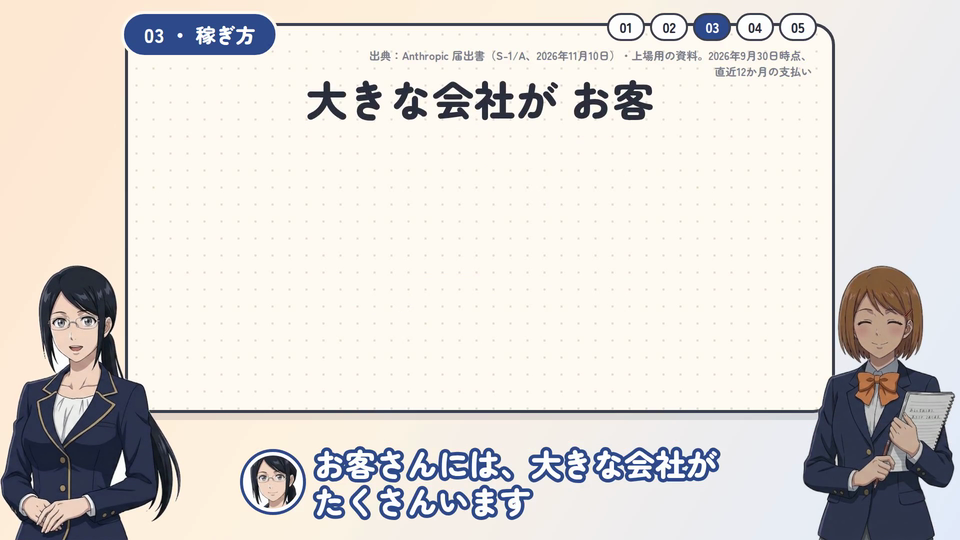 03 ・ 稼ぎ方
01 02 03 04 05
出典：Anthropic 届出書（S-1/A、2026年11月10日）・上場用の資料。2026年9月30日時点、
直近12か月の支払い
大きな会社が お客
お客さんには、大きな会社が
たくさんいます